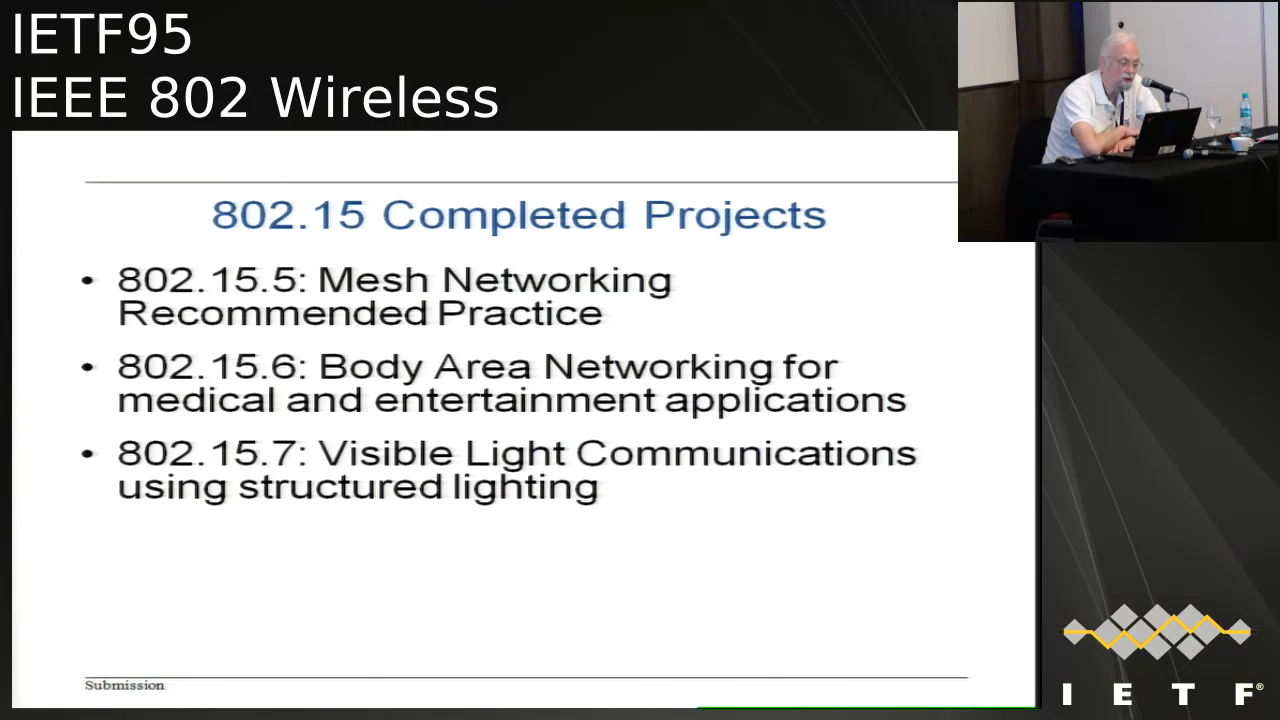 IETF95
IEEE 802 Wireless
802.15 Completed Projects
• 802.15.5: Mesh Networking
Recommended Practice
• 802.15.6: Body Area Networking for
medical and entertainment applications
• 802.15.7: Visible Light Communications
using structured lighting
Submission
I E T F®